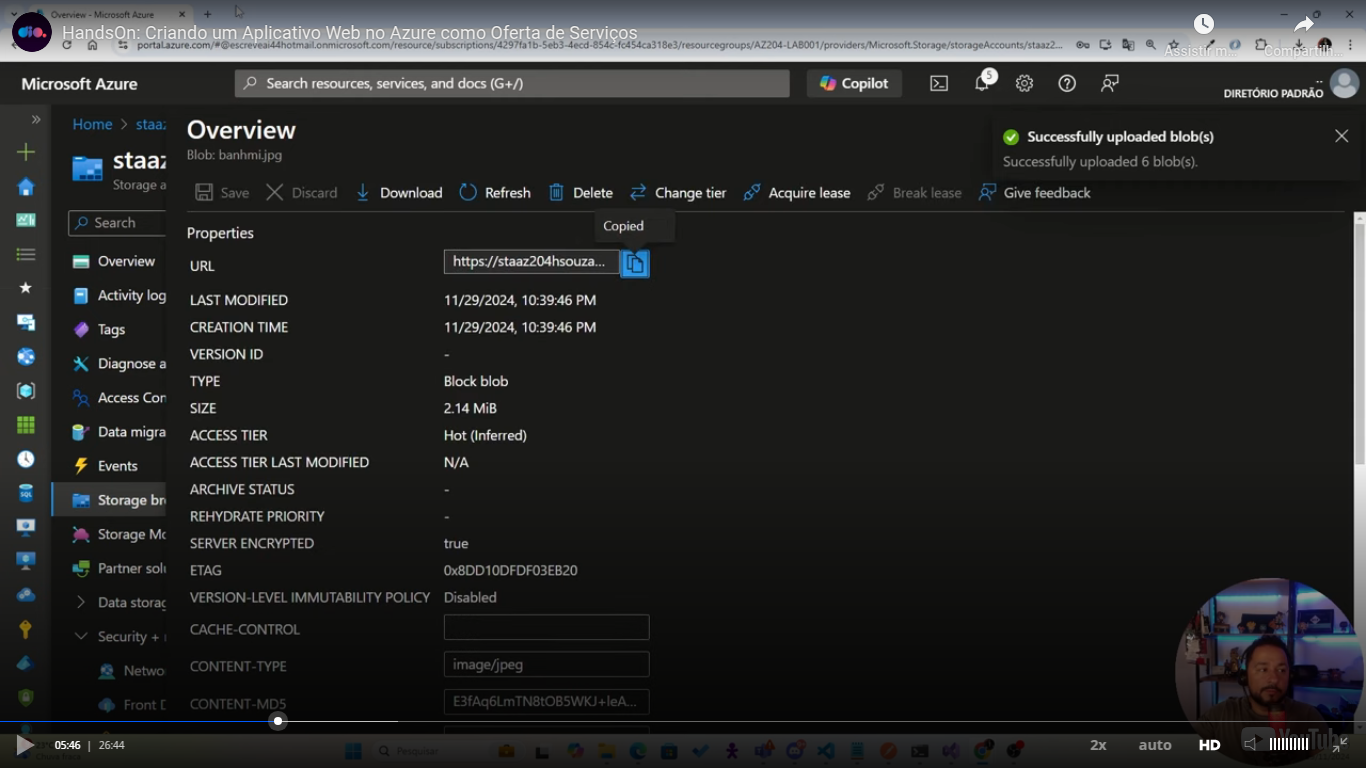 Overview - Microsoft Azure
dio.
HandsOn: Criando um Aplicativo Web no Azure como Oferta de Serviços
portal.azure.com/#@escreveai44hotmail.onmicrosoft.com/resource/subscriptions/4297fa1b-5eb3-4ecd-854c-fc454ca318e3/resourcegroups/AZ204-LAB001/providers/Microsoft.Storage/storageAccounts/staaz2...
Assistir m...
Compartilh...
Microsoft Azure
Search resources, services, and docs (G+/)
Copilot
5
DIRETÓRIO PADRÃO
Home > staaz
Overview
Blob: banhmi.jpg
Successfully uploaded blob(s)
Successfully uploaded 6 blob(s).
staaz
Storage a
Save
Discard
Download
Refresh
Delete
Change tier
Acquire lease
Break lease
Give feedback
Search
Copied
Overview
Activity log
Tags
Diagnose a
Access Con
Data migra
Events
Storage br
Storage Mo
Partner solu
Data storag
Security +
Netwo
Front D
SQL
Properties
URL https://staaz204hsouza...
LAST MODIFIED 11/29/2024, 10:39:46 PM
CREATION TIME 11/29/2024, 10:39:46 PM
VERSION ID -
TYPE Block blob
SIZE 2.14 MiB
ACCESS TIER Hot (Inferred)
ACCESS TIER LAST MODIFIED N/A
ARCHIVE STATUS -
REHYDRATE PRIORITY -
SERVER ENCRYPTED true
ETAG 0x8DD10DFDF03EB20
VERSION-LEVEL IMMUTABILITY POLICY Disabled
CACHE-CONTROL
CONTENT-TYPE image/jpeg
CONTENT-MD5 E3fAq6LmTN8tOB5WKJ+leA...
05:46 | 26:44
Pesquisar
2x
auto
HD
YouTube